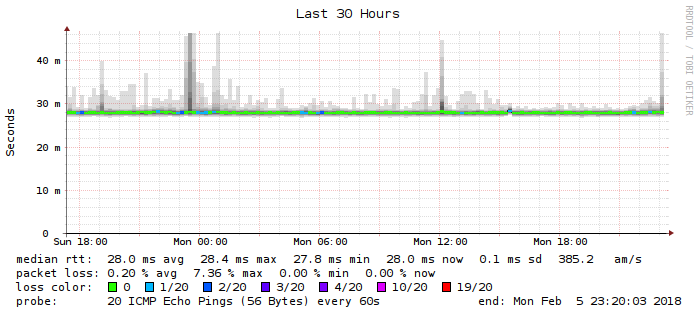 Last 30 Hours
RRDTOOL / TOBI OETIKER
Seconds
40 m
30 m
20 m
10 m
0
Sun 18:00 Mon 00:00 Mon 06:00 Mon 12:00 Mon 18:00
median rtt: 28.0 ms avg 28.4 ms max 27.8 ms min 28.0 ms now 0.1 ms sd 385.2 am/s
packet loss: 0.20 % avg 7.36 % max 0.00 % min 0.00 % now
loss color: 0 1/20 2/20 3/20 4/20 10/20 19/20
probe: 20 ICMP Echo Pings (56 Bytes) every 60s end: Mon Feb 5 23:20:03 2018